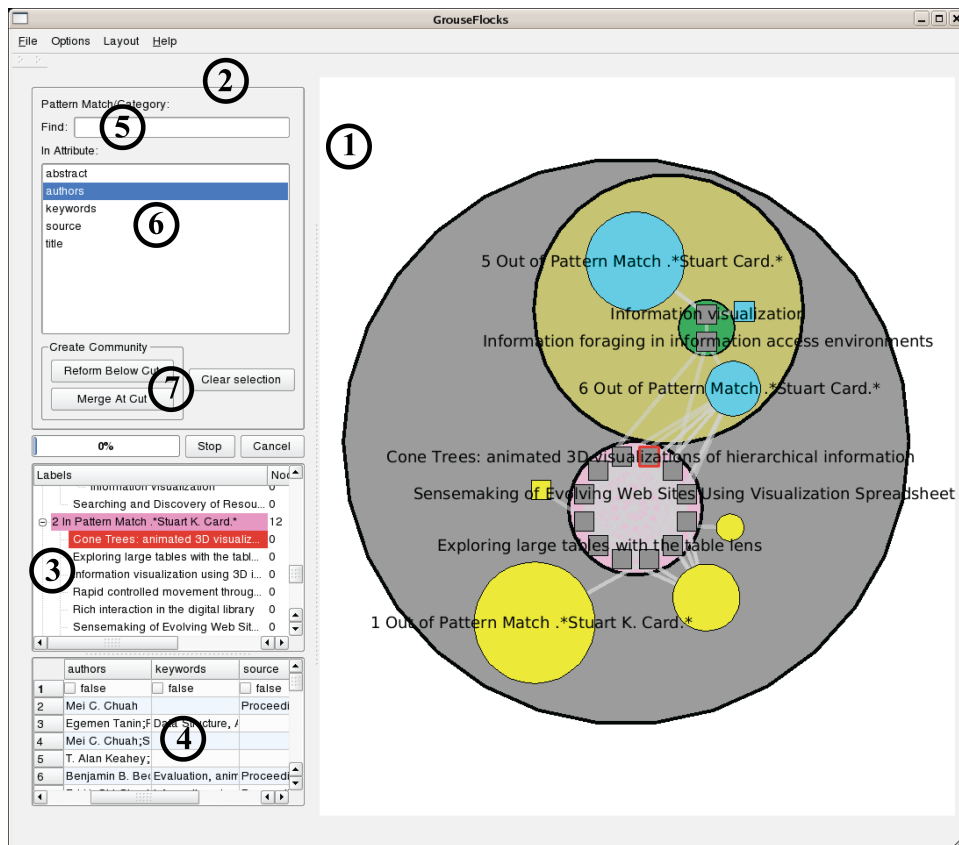 GrouseFlocks
File Options Layout Help
2
Pattern Match/Category:
Find:
5
In Attribute:
abstract
authors
keywords
source
title
6
Create Community
Reform Below Cut
Merge At Cut
7
Clear selection
0% Stop Cancel
Labels
Information visualization 0
Searching and Discovery of Resou... 0
2 In Pattern Match .*Stuart K. Card.* 12
Cone Trees: animated 3D visualiz... 0
Exploring large tables with the tabl... 0
Information visualization using 3D i... 0
Rapid controlled movement throug... 0
Rich interaction in the digital library 0
Sensemaking of Evolving Web Sit... 0
3
authors keywords source
1 false false false
2 Mei C. Chuah
3 Egemen Tanin;
4 Mei C. Chuah;S
5 T. Alan Keahey;
6 Benjamin B. Evaluation, anim Proceedi
4
1
5 Out of Pattern Match .*Stuart Card.*
Information visualization
Information foraging in information access environments
6 Out of Pattern Match .*Stuart Card.*
Cone Trees: animated 3D visualizations of hierarchical information
Sensemaking of Evolving Web Sites Using Visualization Spreadsheet
Exploring large tables with the table lens
1 Out of Pattern Match .*Stuart K. Card.*